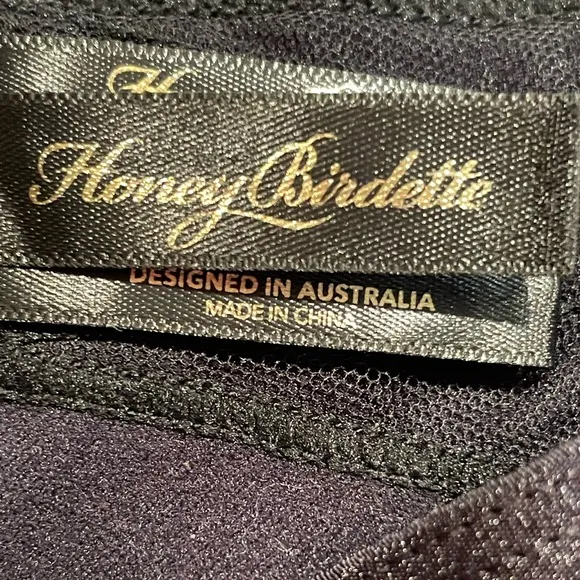 H
Honey Birdette
DESIGNED IN AUSTRALIA
MADE IN CHINA